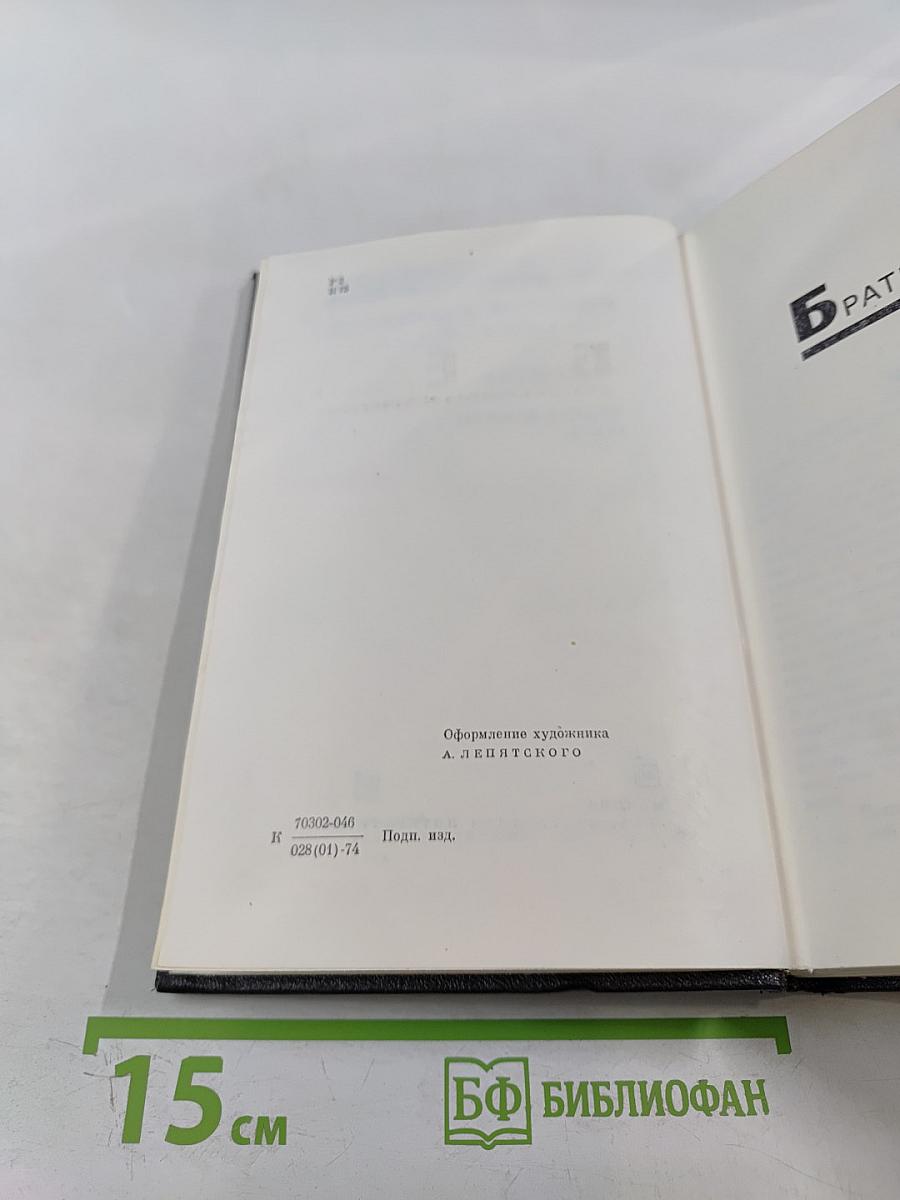 Оформление художника
А. ЛЕПЯТСКОГО
К 70302-046
028(01)-74 Подп. изд.
15 см
БФ БИБЛИОФАН